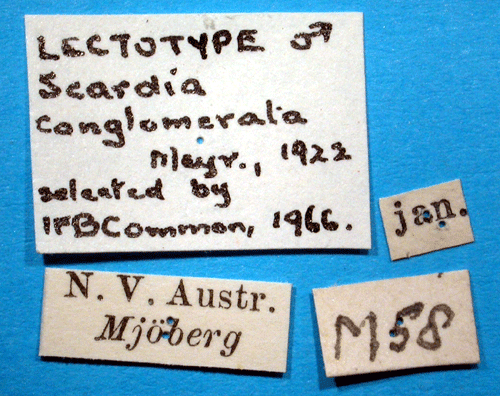 LECTOTYPE ♂
Scardia
conglomerata
Meyr., 1922
selected by
IFBCommon, 1966.
jan.
N. V. Austr.
Mjöberg
M58